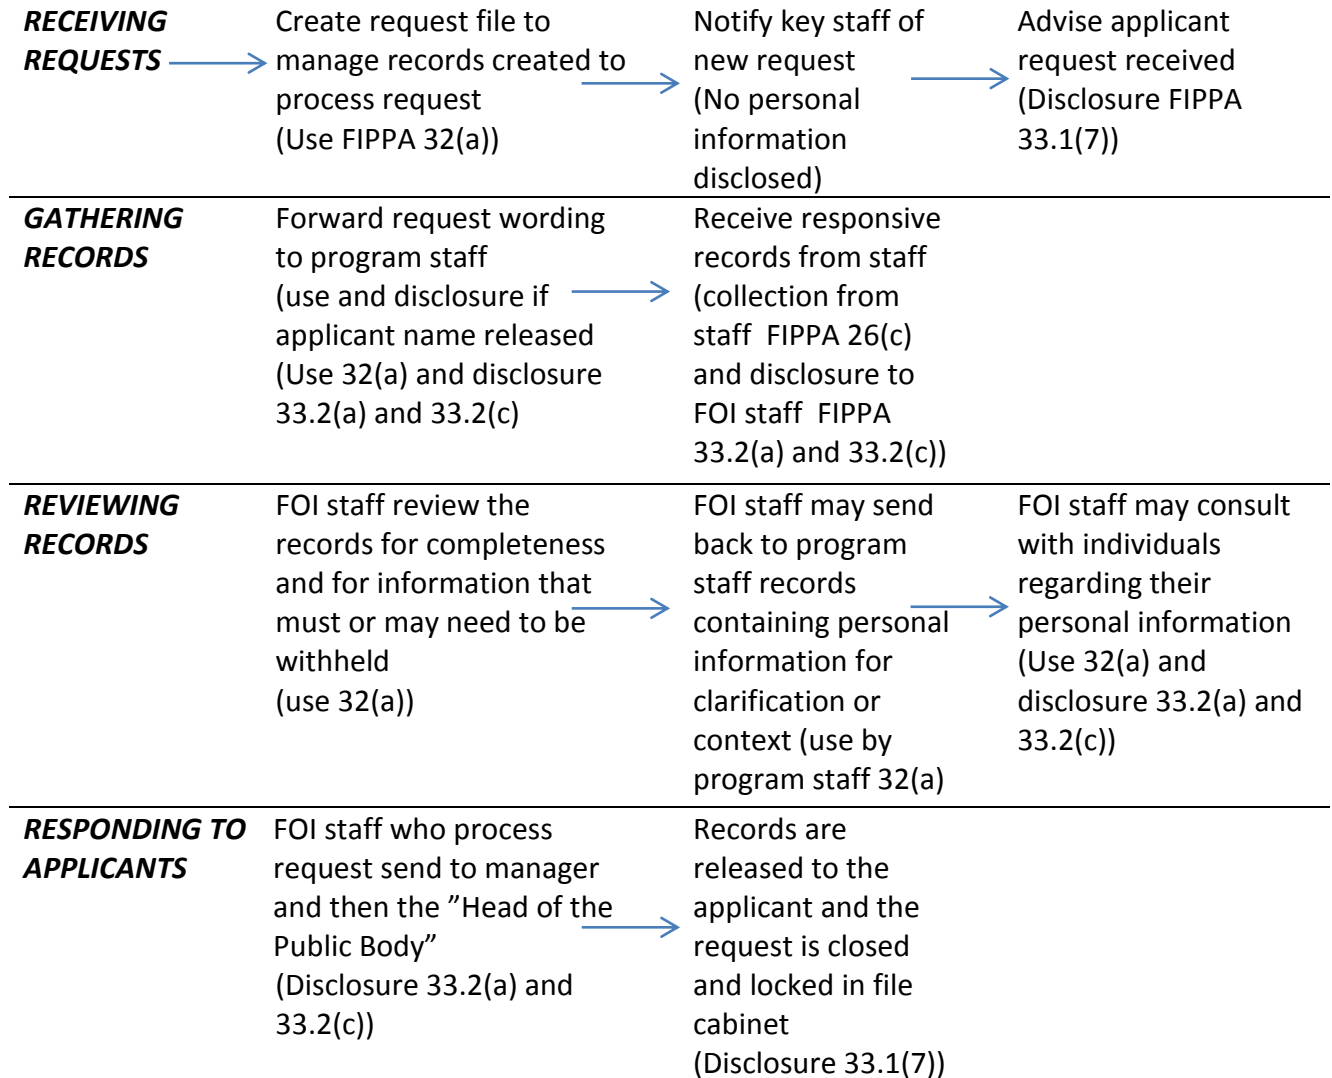 RECEIVING
REQUESTS
Create request file to
manage records created to
process request
(Use FIPPA 32(a))
Notify key staff of
new request
(No personal
information
disclosed)
Advise applicant
request received
(Disclosure FIPPA
33.1(7))
GATHERING
RECORDS
Forward request wording
to program staff
(use and disclosure if
applicant name released
(Use 32(a) and disclosure
33.2(a) and 33.2(c)
Receive responsive
records from staff
(collection from
staff  FIPPA 26(c)
and disclosure to
FOI staff  FIPPA
33.2(a) and 33.2(c))
REVIEWING
RECORDS
FOI staff review the
records for completeness
and for information that
must or may need to be
withheld
(use 32(a))
FOI staff may send
back to program
staff records
containing personal
information for
clarification or
context (use by
program staff 32(a)
FOI staff may consult
with individuals
regarding their
personal information
(Use 32(a) and
disclosure 33.2(a) and
33.2(c))
RESPONDING TO
APPLICANTS
FOI staff who process
request send to manager
and then the ”Head of the
Public Body”
(Disclosure 33.2(a) and
33.2(c))
Records are
released to the
applicant and the
request is closed
and locked in file
cabinet
(Disclosure 33.1(7))